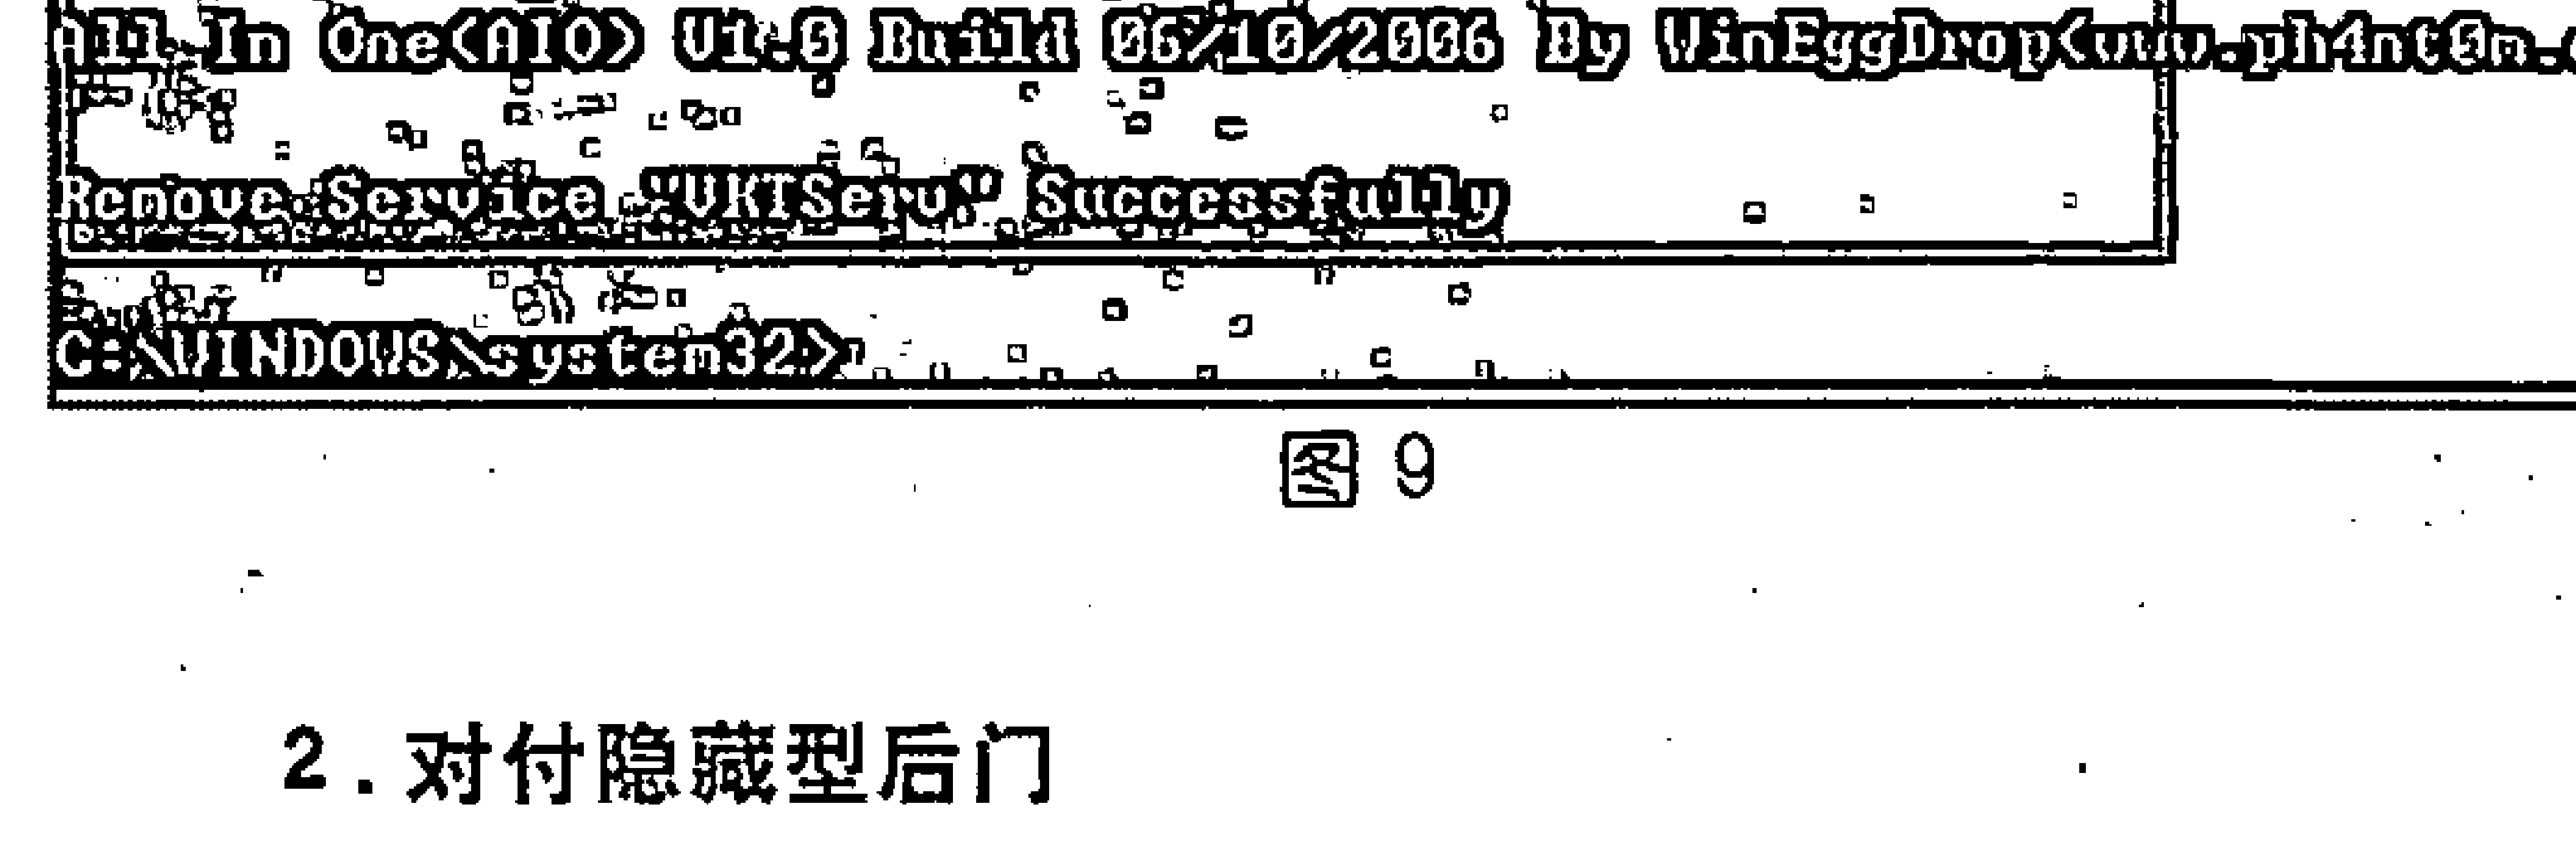 All In One(AIO) V1.0 Build 06/10/2006 By WinEggDrop(www.ph4nt0m.
Remove Service "VKTServ" Successfully
C:\WINDOWS\system32>
图 9
2.对付隐藏型后门